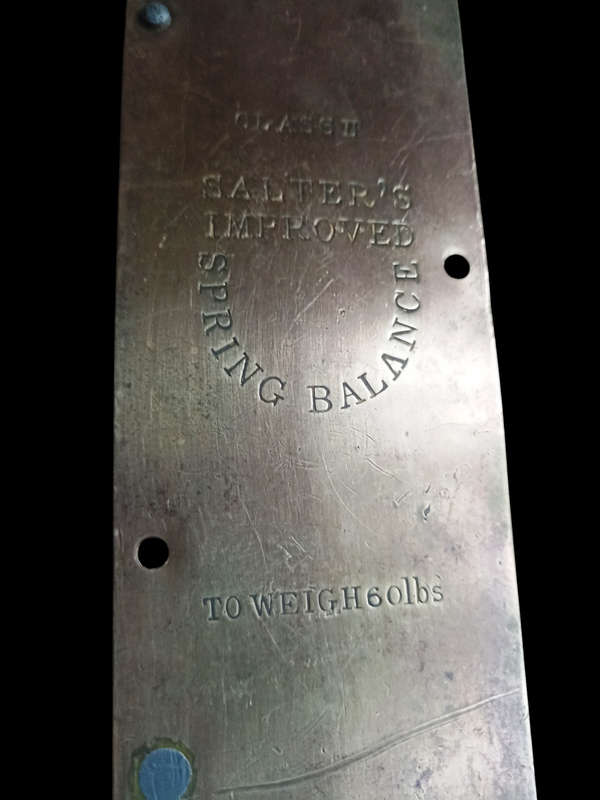 CLASS II
SALTER'S
IMPROVED
SPRING BALANCE
TO WEIGH 60lbs